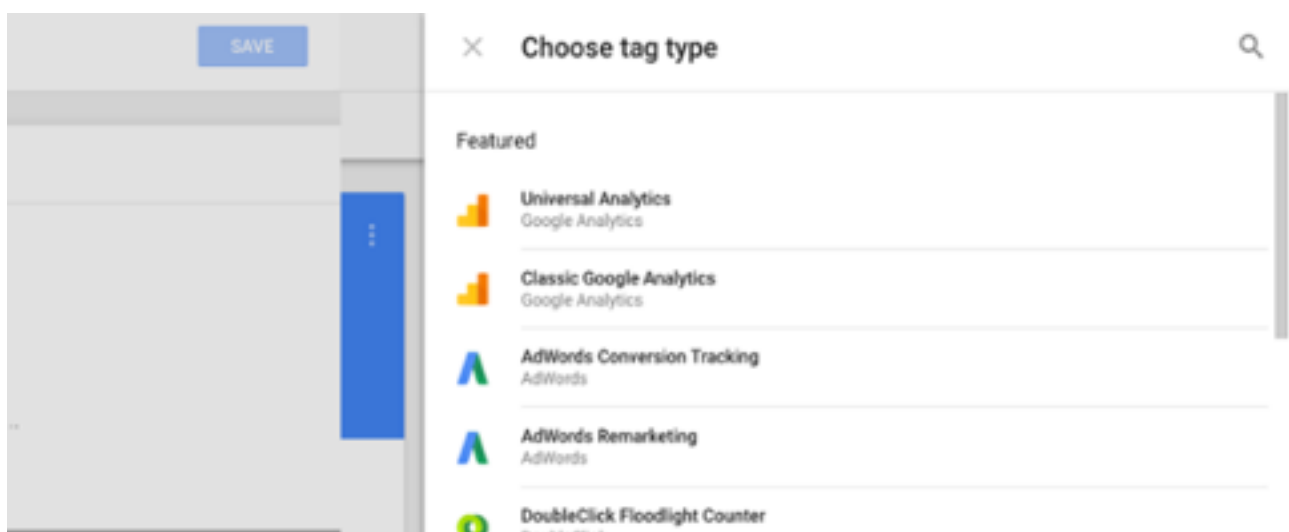 SAVE
Choose tag type
Featured
Universal Analytics
Google Analytics
Classic Google Analytics
Google Analytics
AdWords Conversion Tracking
AdWords
AdWords Remarketing
AdWords
DoubleClick Floodlight Counter